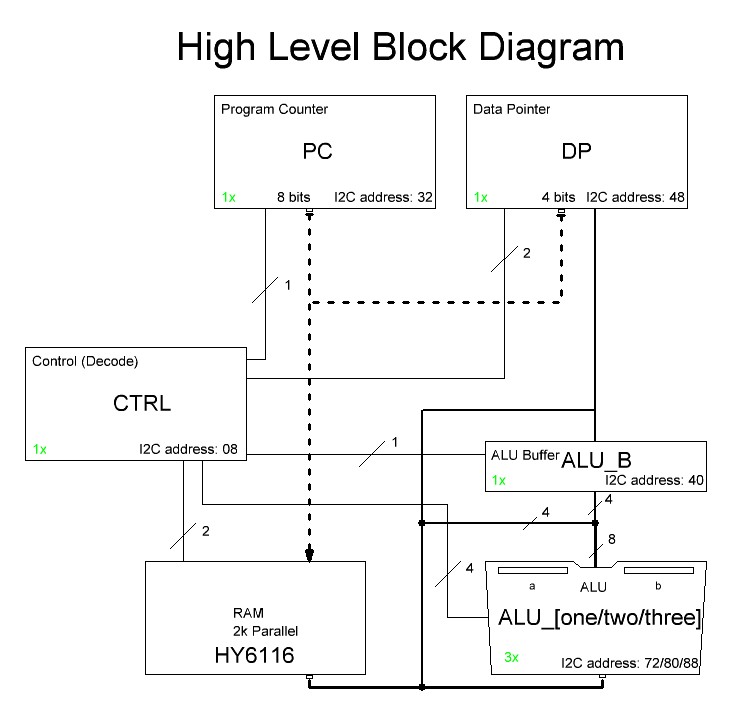 High Level Block Diagram
Program Counter
PC
1x 8 bits I2C address: 32
Data Pointer
DP
1x 4 bits I2C address: 48
1
2
Control (Decode)
CTRL
1x I2C address: 08
1
ALU Buffer ALU_B
1x I2C address: 40
4
4
2
8
4
RAM
2k Parallel
HY6116
a ALU b
ALU_[one/two/three]
3x I2C address: 72/80/88